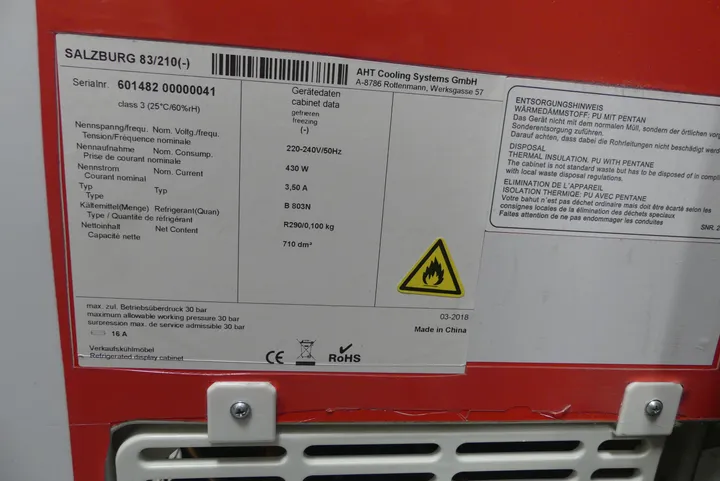 SALZBURG 83/210(-)
AHT Cooling Systems GmbH
A-8786 Rottenmann, Werksgasse 57
Serialnr. 601482 00000041
class 3 (25°C/60%rH)
Gerätedaten
cabinet data
gefrieren
freezing
(-)
Nennspanng/frequ. Nom. Voltg./frequ.
Tension/Fréquence nominale
220-240V/50Hz
Nennaufnahme Nom. Consump.
Prise de courant nominale
430 W
Nennstrom Nom. Current
Courant nominal
3,50 A
Typ Typ
Type
B 803N
Kältemittel(Menge) Refrigerant(Quan)
Type / Quantite de réfrigérant
R290/0,100 kg
Nettoinhalt Net Content
Capacité nette
710 dm³
max. zul. Betriebsüberdruck 30 bar
maximum allowable working pressure 30 bar
surpression max. de service admissible 30 bar
16 A
03-2018
Made in China
Verkaufskühlmöbel
Refrigerated display cabinet
CE
RoHS
ENTSORGUNGSHINWEIS
WÄRMEDÄMMSTOFF: PU MIT PENTAN
Das Gerät nicht mit dem normalen Müll, sondern der örtlichen
Sonderentsorgung zuführen.
Darauf achten, dass die Rohrleitungen nicht beschädigt
DISPOSAL
THERMAL INSULATION. PU WITH PENTANE
The cabinet is not standard waste but has to be disposed of in
with local waste disposal regulations.
ELIMINATION DE L'APPAREIL
ISOLATION THERMIQE: PU AVEC PENTANE
Votre bahut n'est pas déchet ordinaire mais doit être écarté selon les
consignes locales de la élimination des déchets speciaux
Faites attention de ne pas endommager les conduites
SNR.